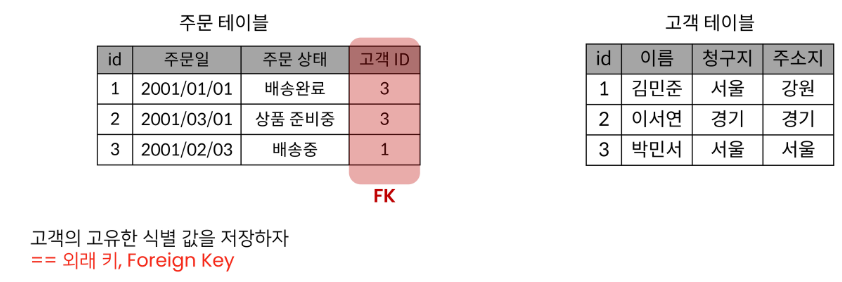 주문 테이블
id 주문일 주문 상태 고객 ID
1 2001/01/01 배송완료 3
2 2001/03/01 상품 준비중 3
3 2001/02/03 배송중 1
FK
고객 테이블
id 이름 청구지 주소지
1 김민준 서울 강원
2 이서연 경기 경기
3 박민서 서울 서울
고객의 고유한 식별 값을 저장하자
== 외래 키, Foreign Key